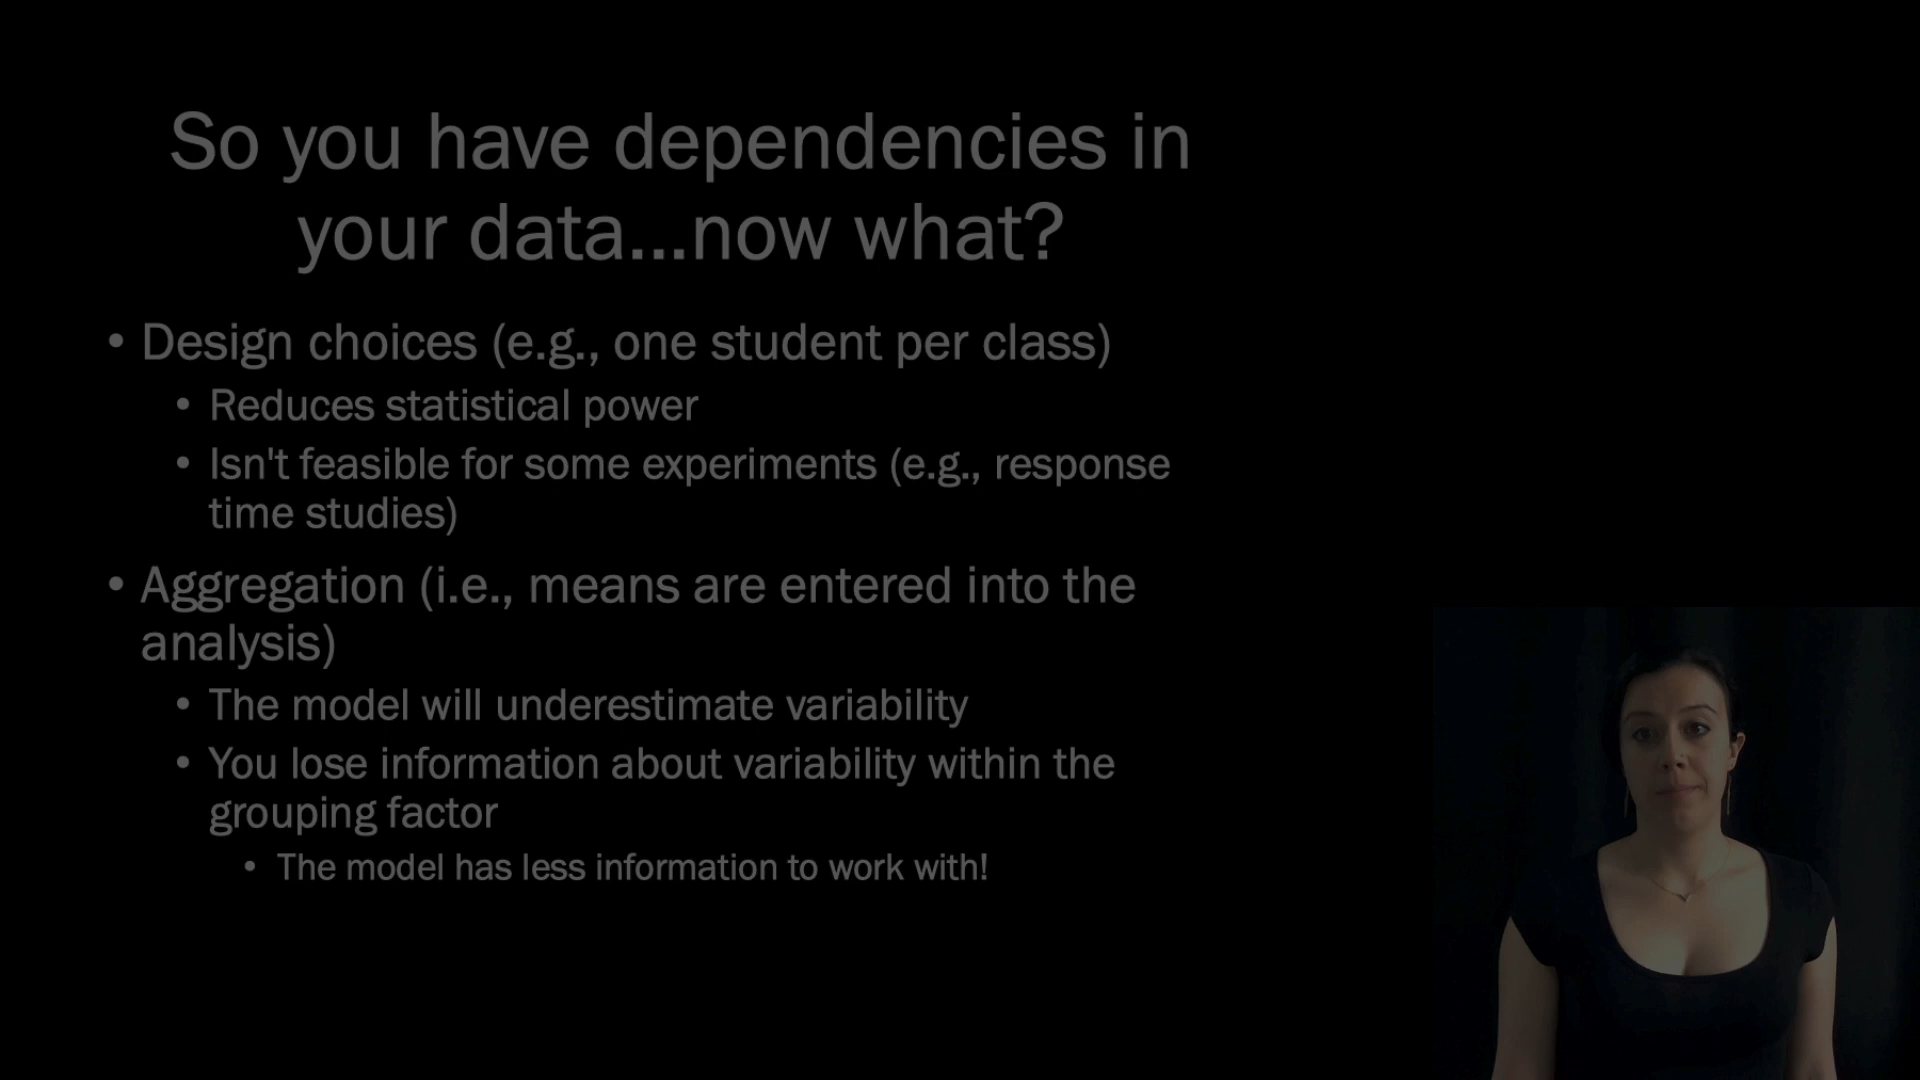 So you have dependencies in
your data...now what?
• Design choices (e.g., one student per class)
• Reduces statistical power
• Isn't feasible for some experiments (e.g., response
time studies)
• Aggregation (i.e., means are entered into the
analysis)
• The model will underestimate variability
• You lose information about variability within the
grouping factor
• The model has less information to work with!